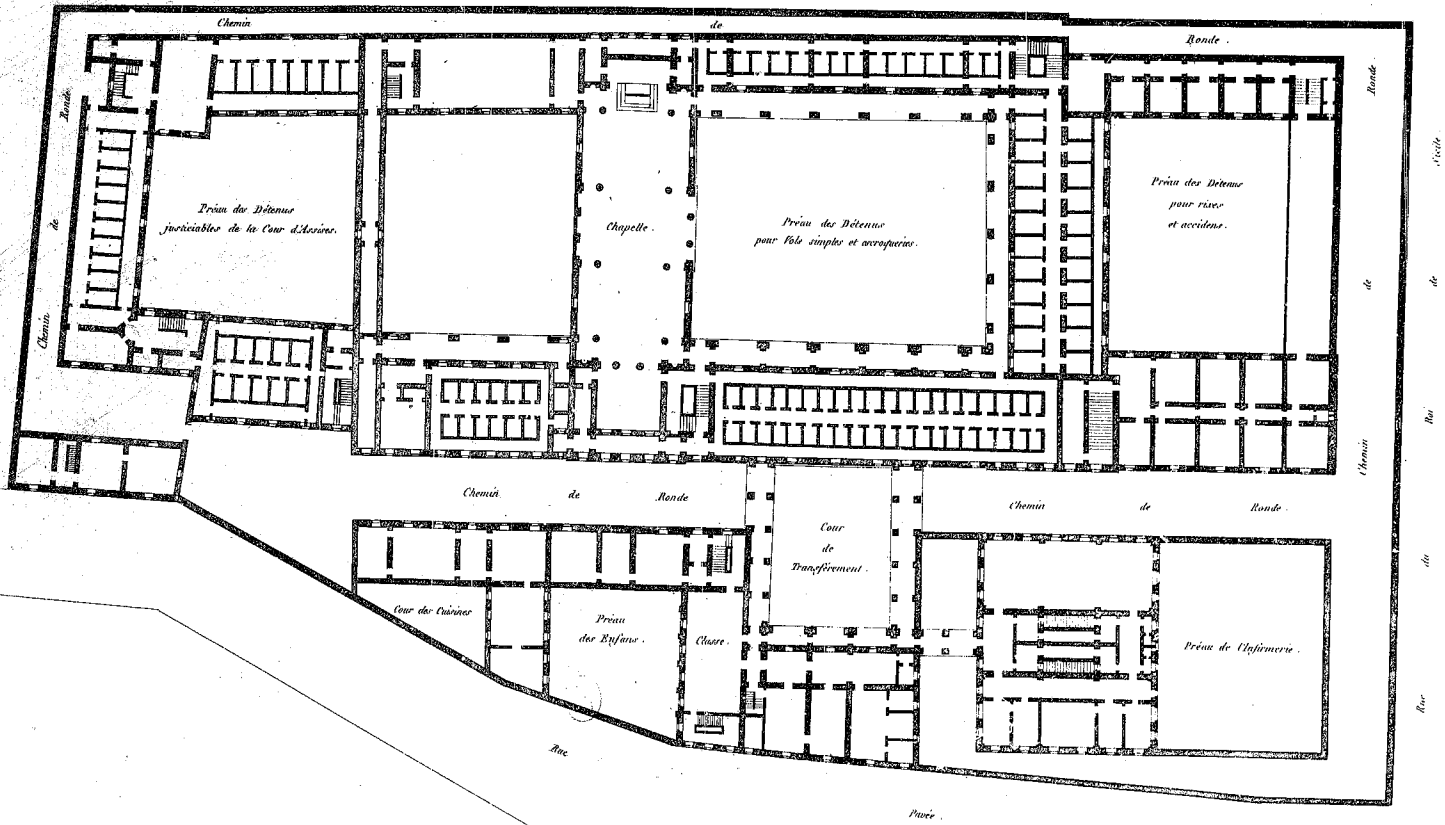 Chemin de Ronde .
Chemin de Ronde
Préau des Détenus
justiciables de la Cour d'Assises.
Chapelle .
Préau des Détenus
pour Vols simples et escroqueries.
Préau des Détenus
pour rixes
et accidens .
Chemin de Ronde
Rue du Roi de Sicile
Chemin de Ronde
Chemin de Ronde .
Cour
de
Transférement .
Cour des Cuisines
Préau
des Enfans .
Classe .
Préau de l'Infirmerie .
Rue Pavée .